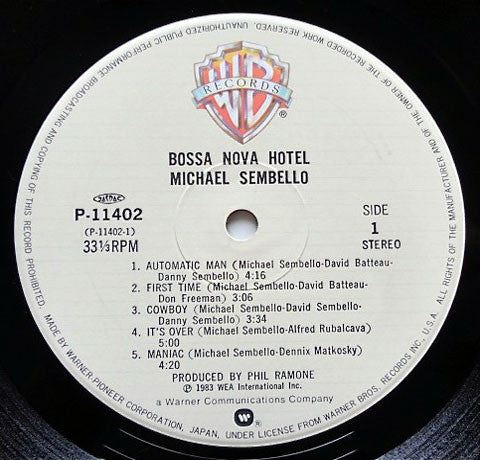 UNAUTHORIZED PUBLIC PERFORMANCE, BROADCASTING AND COPYING OF THIS RECORD PROHIBITED.
ALL RIGHTS OF THE MANUFACTURER AND OF THE OWNER OF THE RECORDED WORK RESERVED.
WB
RECORDS
®
BOSSA NOVA HOTEL
MICHAEL SEMBELLO
P-11402
(P-11402-1)
33⅓RPM
SIDE
1
STEREO
1. AUTOMATIC MAN (Michael Sembello-David Batteau-
Danny Sembello) 4:16
2. FIRST TIME (Michael Sembello-David Batteau-
Don Freeman) 3:06
3. COWBOY (Michael Sembello-David Sembello-
Danny Sembello) 3:34
4. IT'S OVER (Michael Sembello-Alfred Rubalcava)
5:00
5. MANIAC (Michael Sembello-Dennix Matkosky)
4:20
PRODUCED BY PHIL RAMONE
℗ 1983 WEA International Inc.
a Warner Communications Company
W
MADE BY WARNER-PIONEER CORPORATION, JAPAN, UNDER LICENSE FROM WARNER BROS. RECORDS INC., U.S.A.